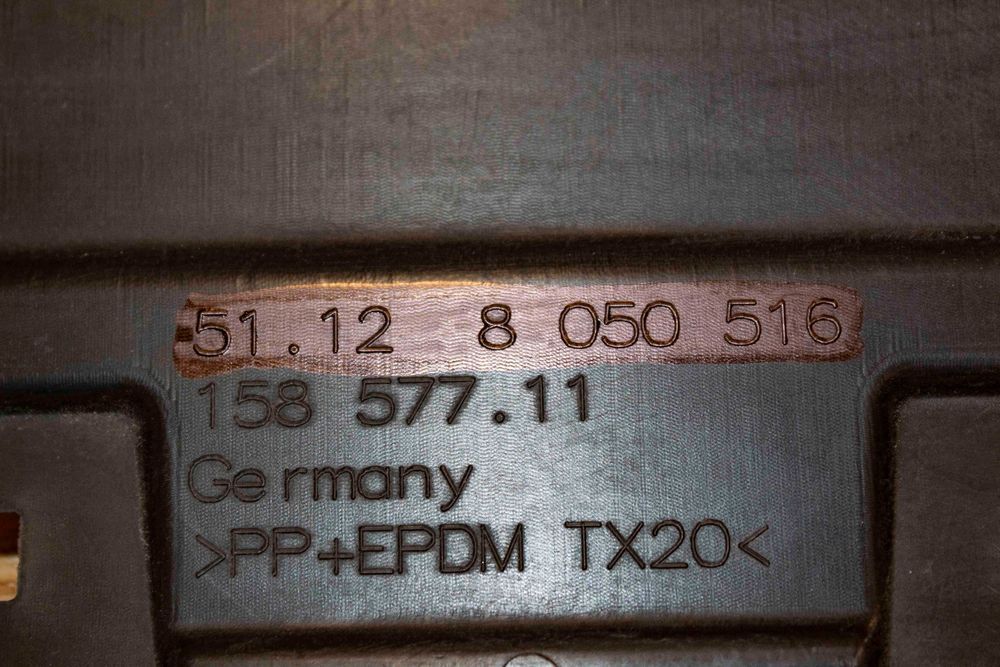 51.12 8 050 516
158 577.11
Germany
>PP+EPDM TX20<